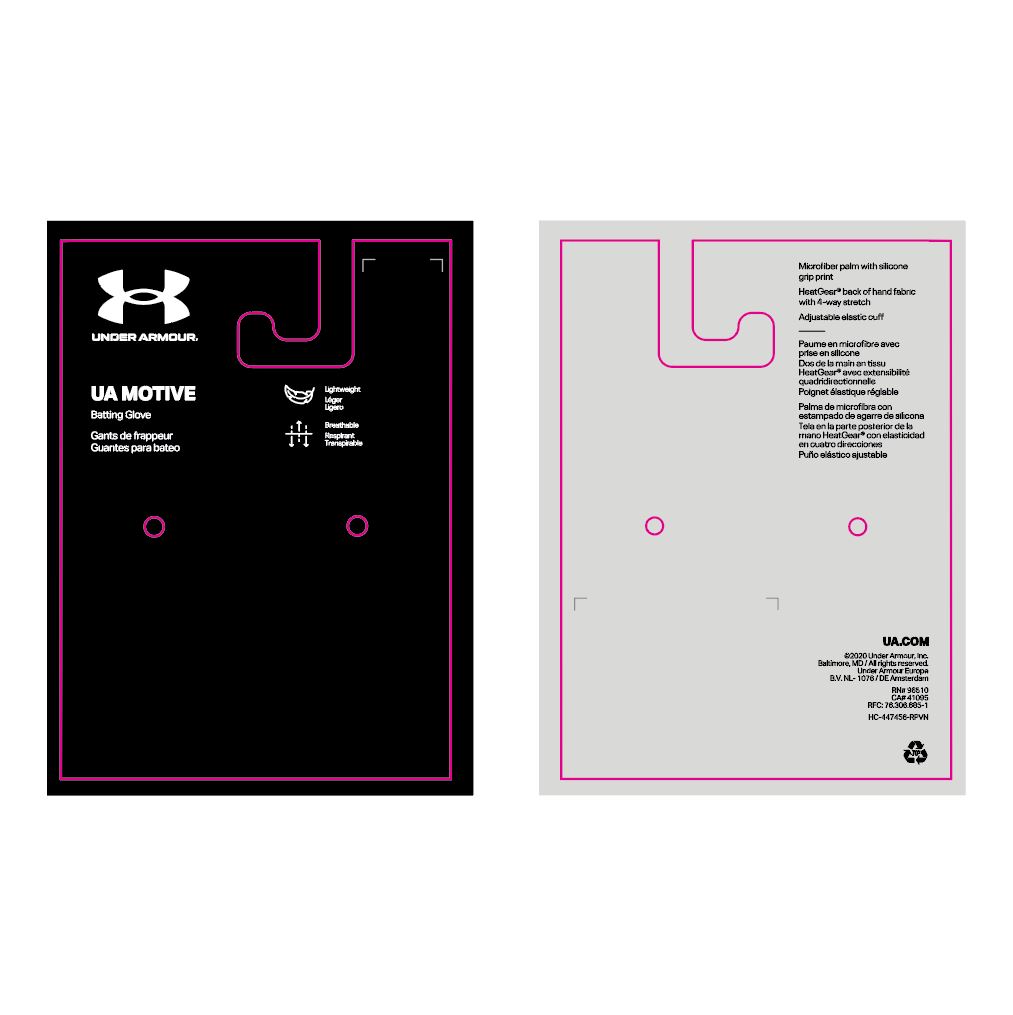 UNDER ARMOUR.
UA MOTIVE
Batting Glove
Gants de frappeur
Guantes para bateo
Lightweight
Léger
Ligero
Breathable
Respirant
Transpirable
Microfiber palm with silicone
grip print
HeatGear® back of hand fabric
with 4-way stretch
Adjustable elastic cuff
Paume en microfibre avec
prise en silicone
Dos de la main an tissu
HeatGear® avec extensibilité
quadridirectionnelle
Poignet élastique réglable
Palma de microfibra con
estampado de agarre de silicona
Tela en la parte posterior de la
mano HeatGear® con elasticidad
en cuatro direcciones
Puño elástico ajustable
UA.COM
©2020 Under Armour, Inc.
Baltimore, MD / All rights reserved.
Under Armour Europe
B.V. NL- 1076 / DE Amsterdam
RN# 96510
CA# 41095
RFC: 76.306.685-1
HC-447456-RPVN